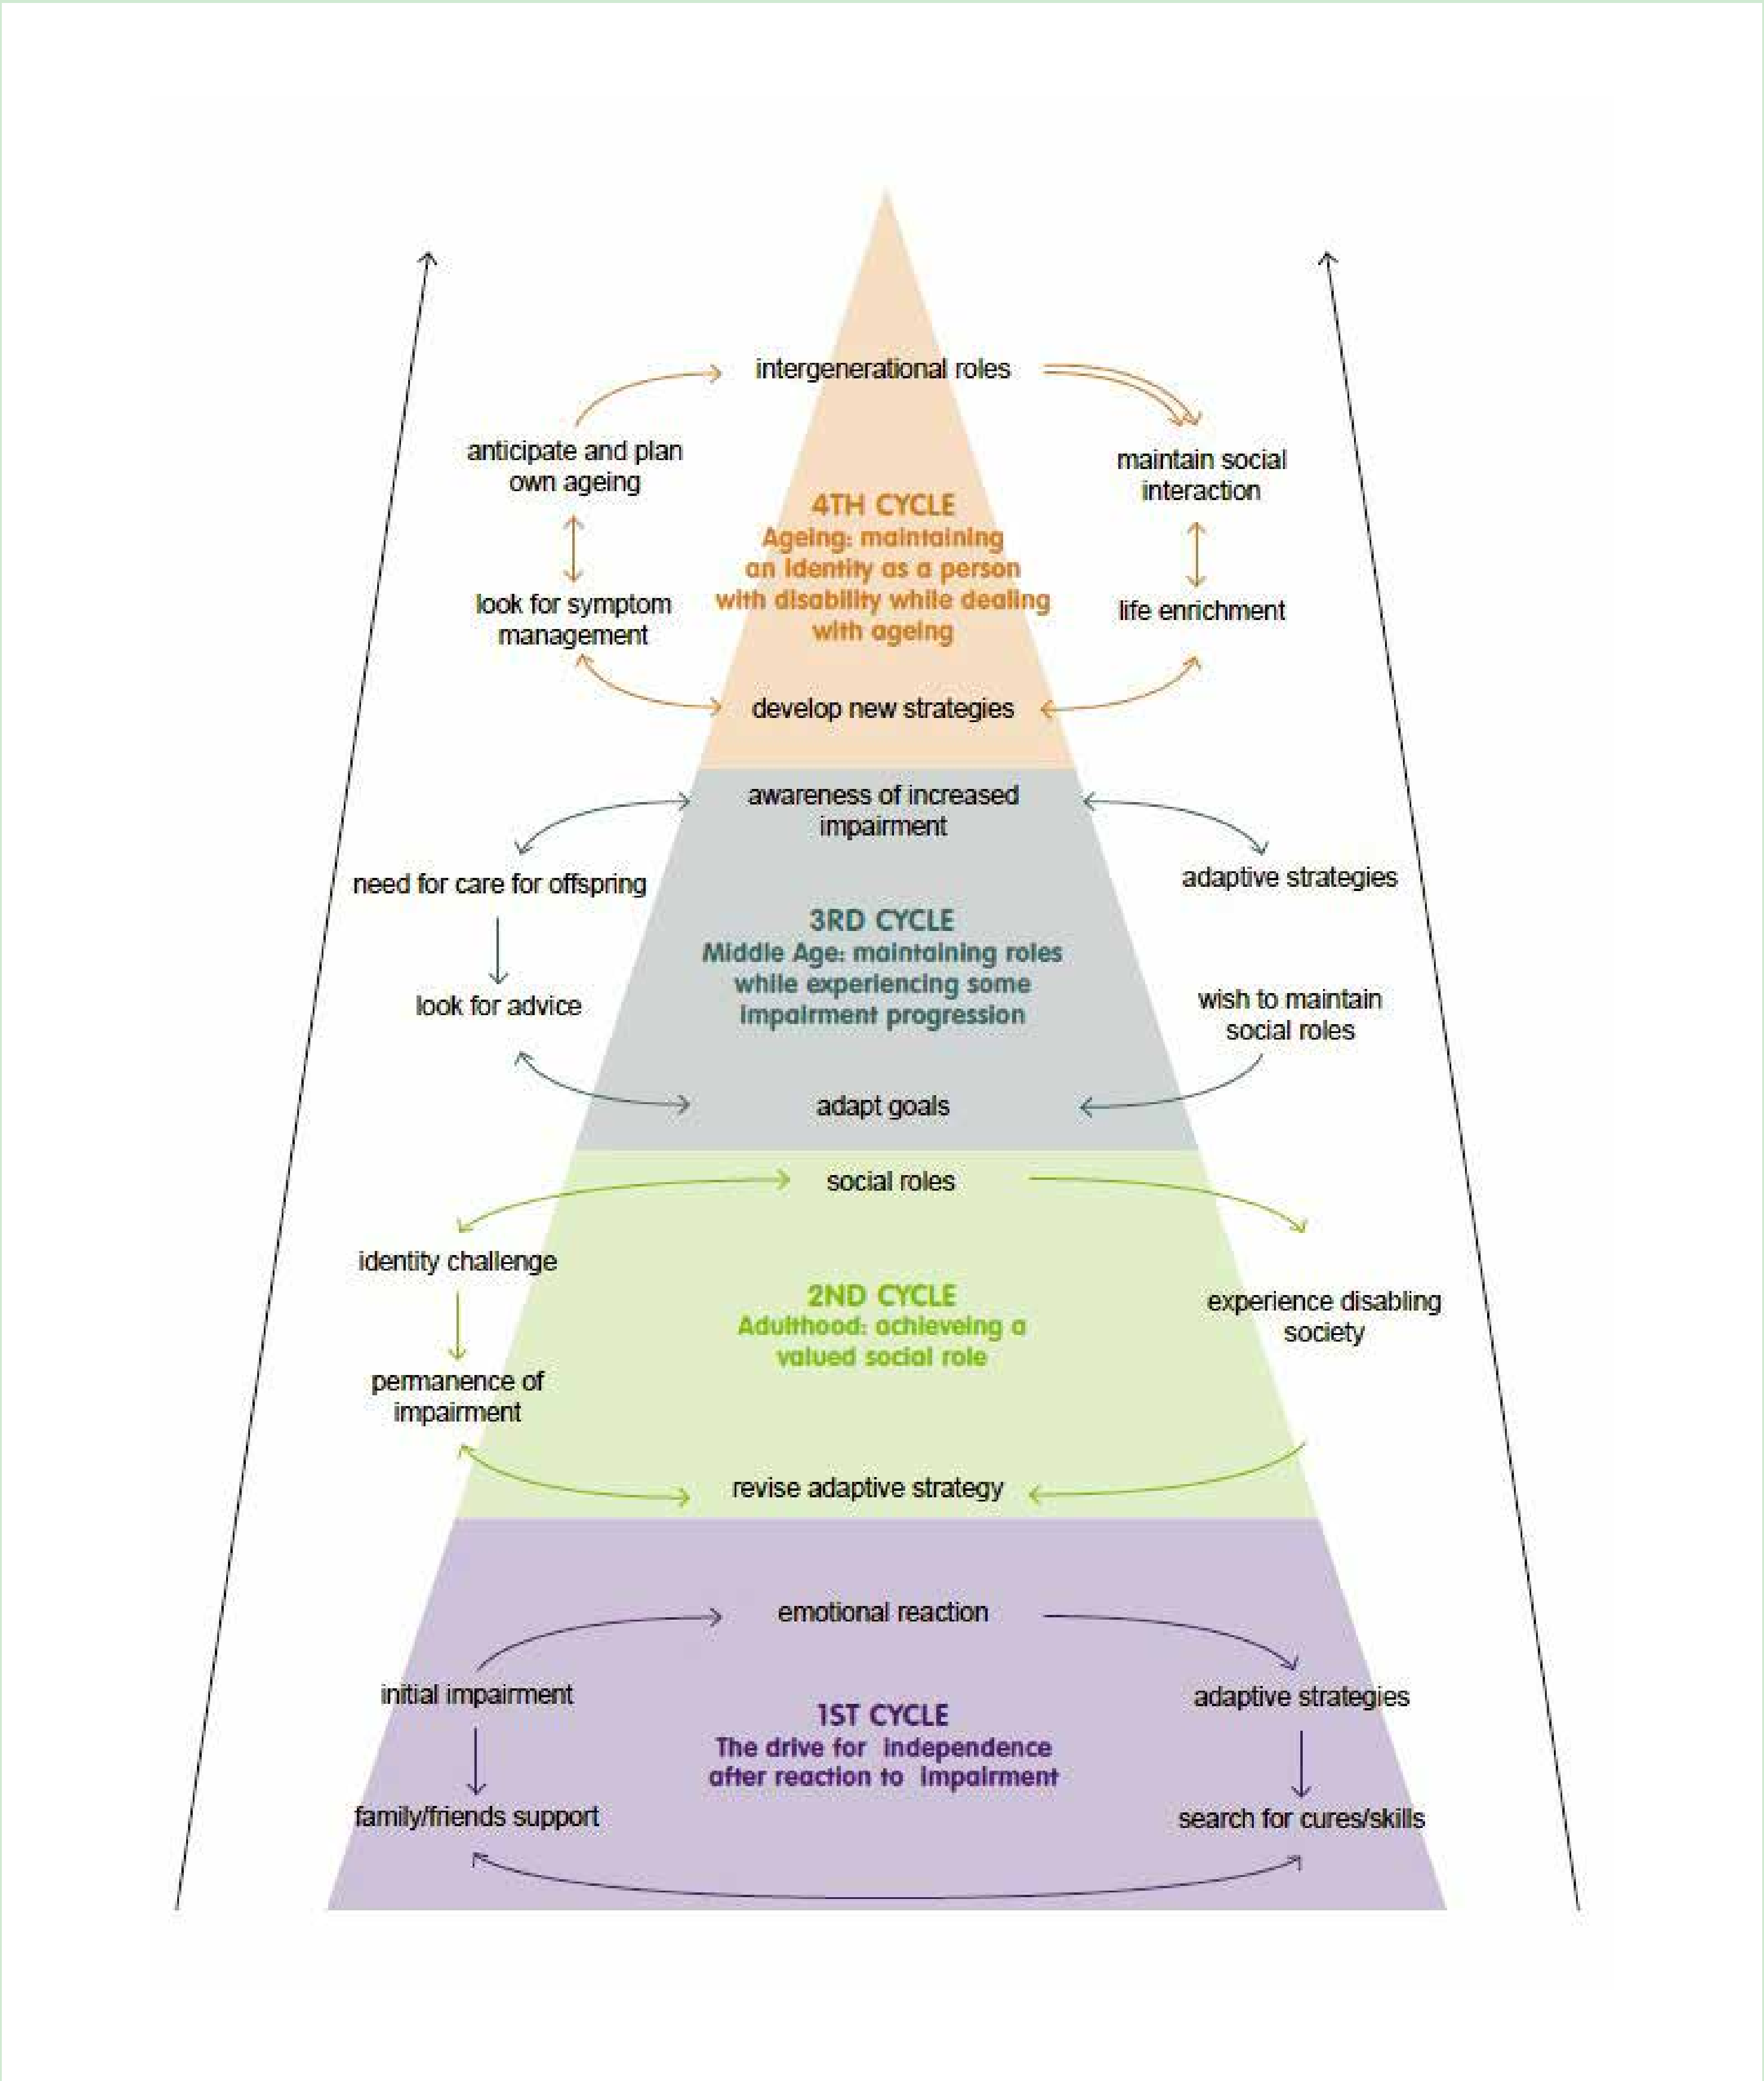 intergenerational roles
anticipate and plan
own ageing
maintain social
interaction
4TH CYCLE
Ageing: maintaining
an identity as a person
with disability while dealing
with ageing
look for symptom
management
life enrichment
develop new strategies
awareness of increased
impairment
need for care for offspring
adaptive strategies
3RD CYCLE
Middle Age: maintaining roles
while experiencing some
impairment progression
look for advice
wish to maintain
social roles
adapt goals
social roles
identity challenge
experience disabling
society
2ND CYCLE
Adulthood: achieveing a
valued social role
permanence of
impairment
revise adaptive strategy
emotional reaction
initial impairment
adaptive strategies
1ST CYCLE
The drive for independence
after reaction to impairment
family/friends support
search for cures/skills